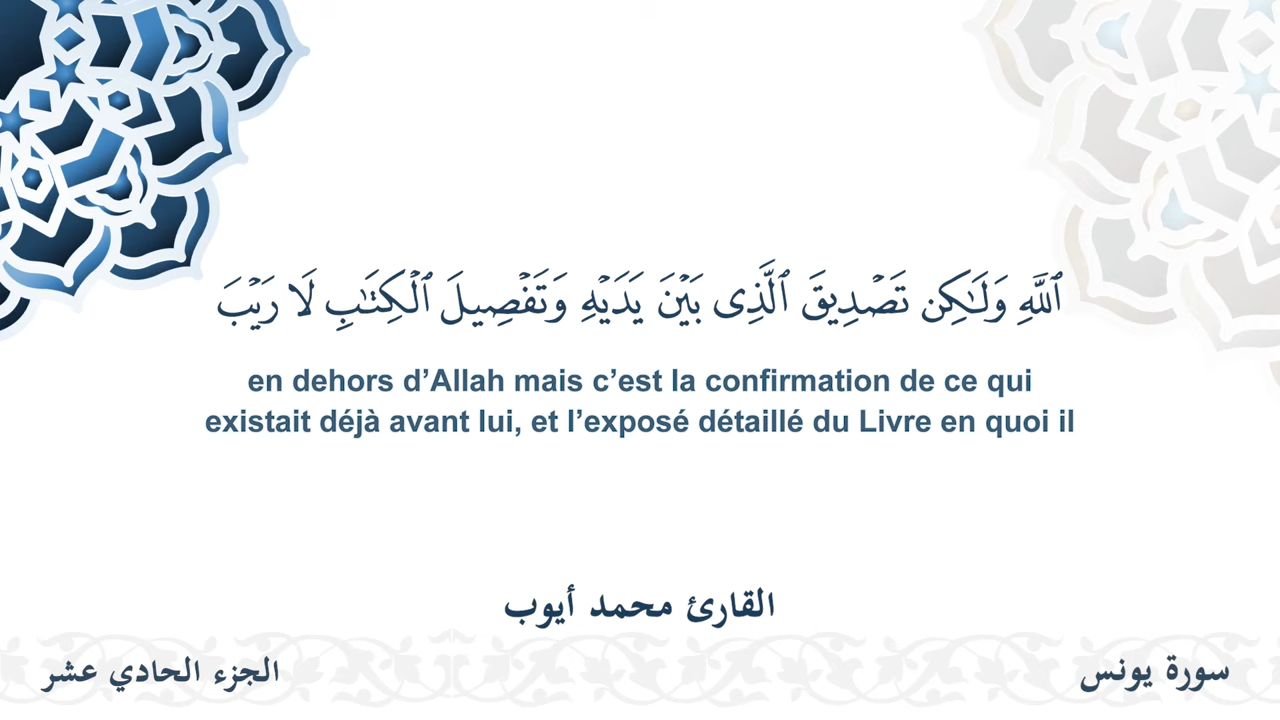 ٱللَّهِ وَلَـٰكِن تَصۡدِيقَ ٱلَّذِى بَيۡنَ يَدَيۡهِ وَتَفۡصِيلَ ٱلۡكِتَـٰبِ لَا رَيۡبَ
en dehors d’Allah mais c’est la confirmation de ce qui
existait déjà avant lui, et l’exposé détaillé du Livre en quoi il
القارئ محمد أيوب
سورة يونس
الجزء الحادي عشر